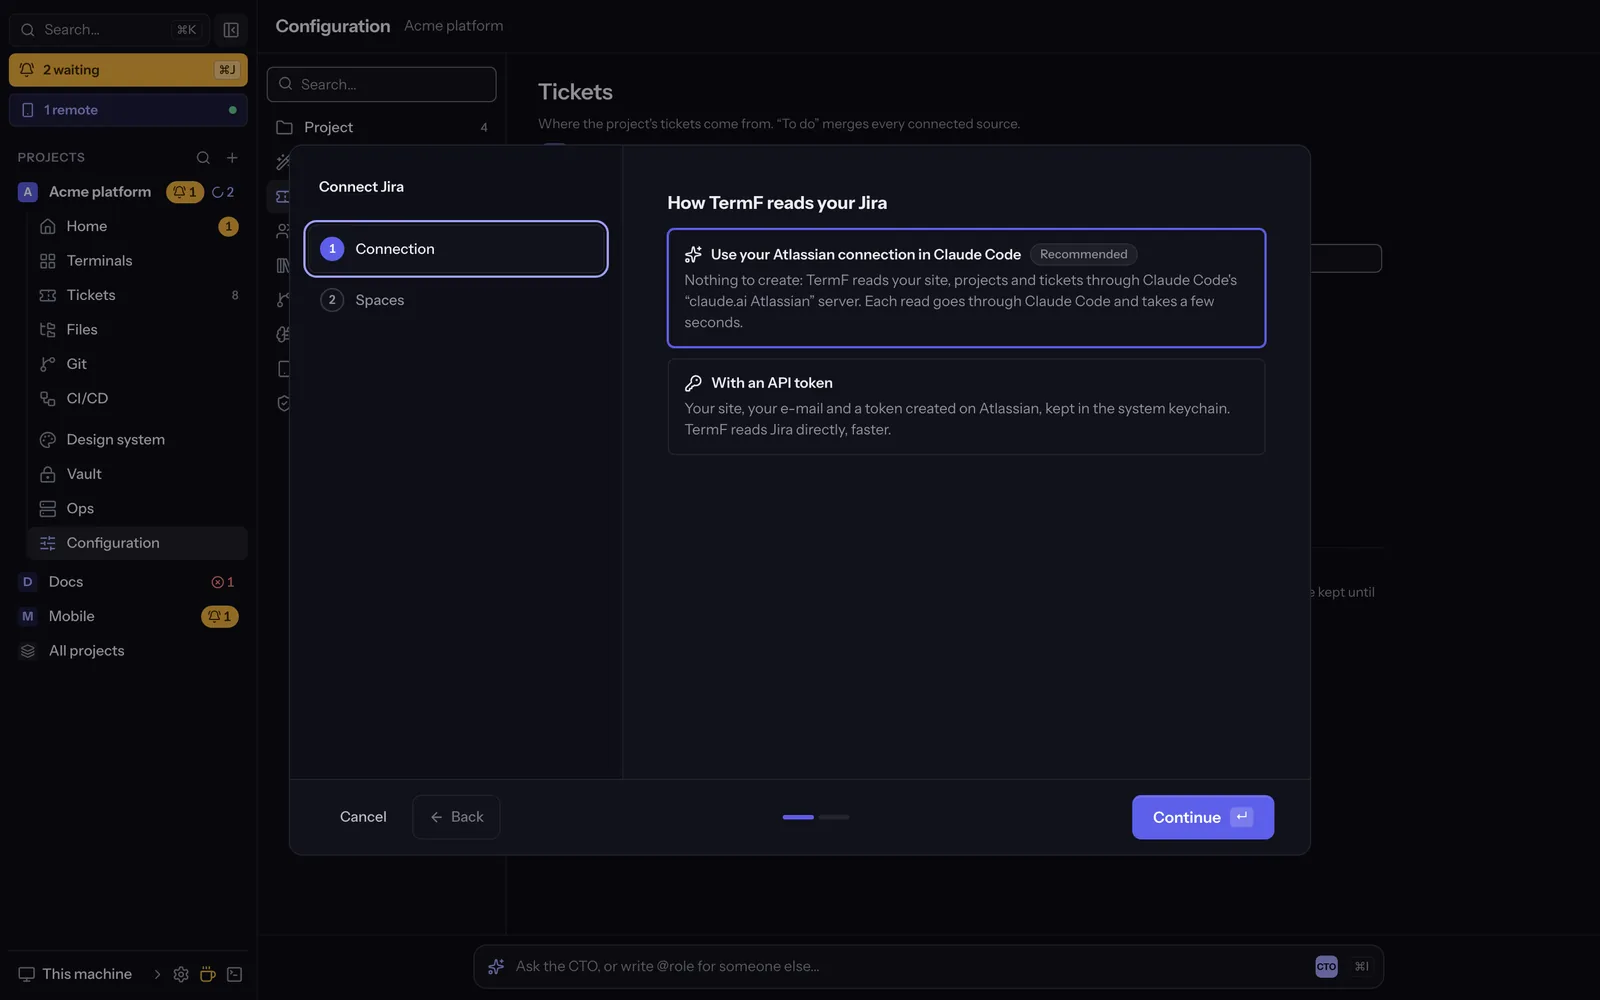 Search...
⌘K
2 waiting
⌘J
1 remote
PROJECTS
A Acme platform 1 2
Home 1
Terminals
Tickets 8
Files
Git
CI/CD
Design system
Vault
Ops
Configuration
D Docs 1
M Mobile 1
All projects
This machine
Configuration Acme platform
Search...
Project 4
Tickets
Where the project's tickets come from. “To do” merges every connected source.
kept until
Connect Jira
1 Connection
2 Spaces
How TermF reads your Jira
Use your Atlassian connection in Claude Code Recommended
Nothing to create: TermF reads your site, projects and tickets through Claude Code's
“claude.ai Atlassian” server. Each read goes through Claude Code and takes a few
seconds.
With an API token
Your site, your e-mail and a token created on Atlassian, kept in the system keychain.
TermF reads Jira directly, faster.
Cancel
Back
Continue
Ask the CTO, or write @role for someone else...
CTO
⌘I